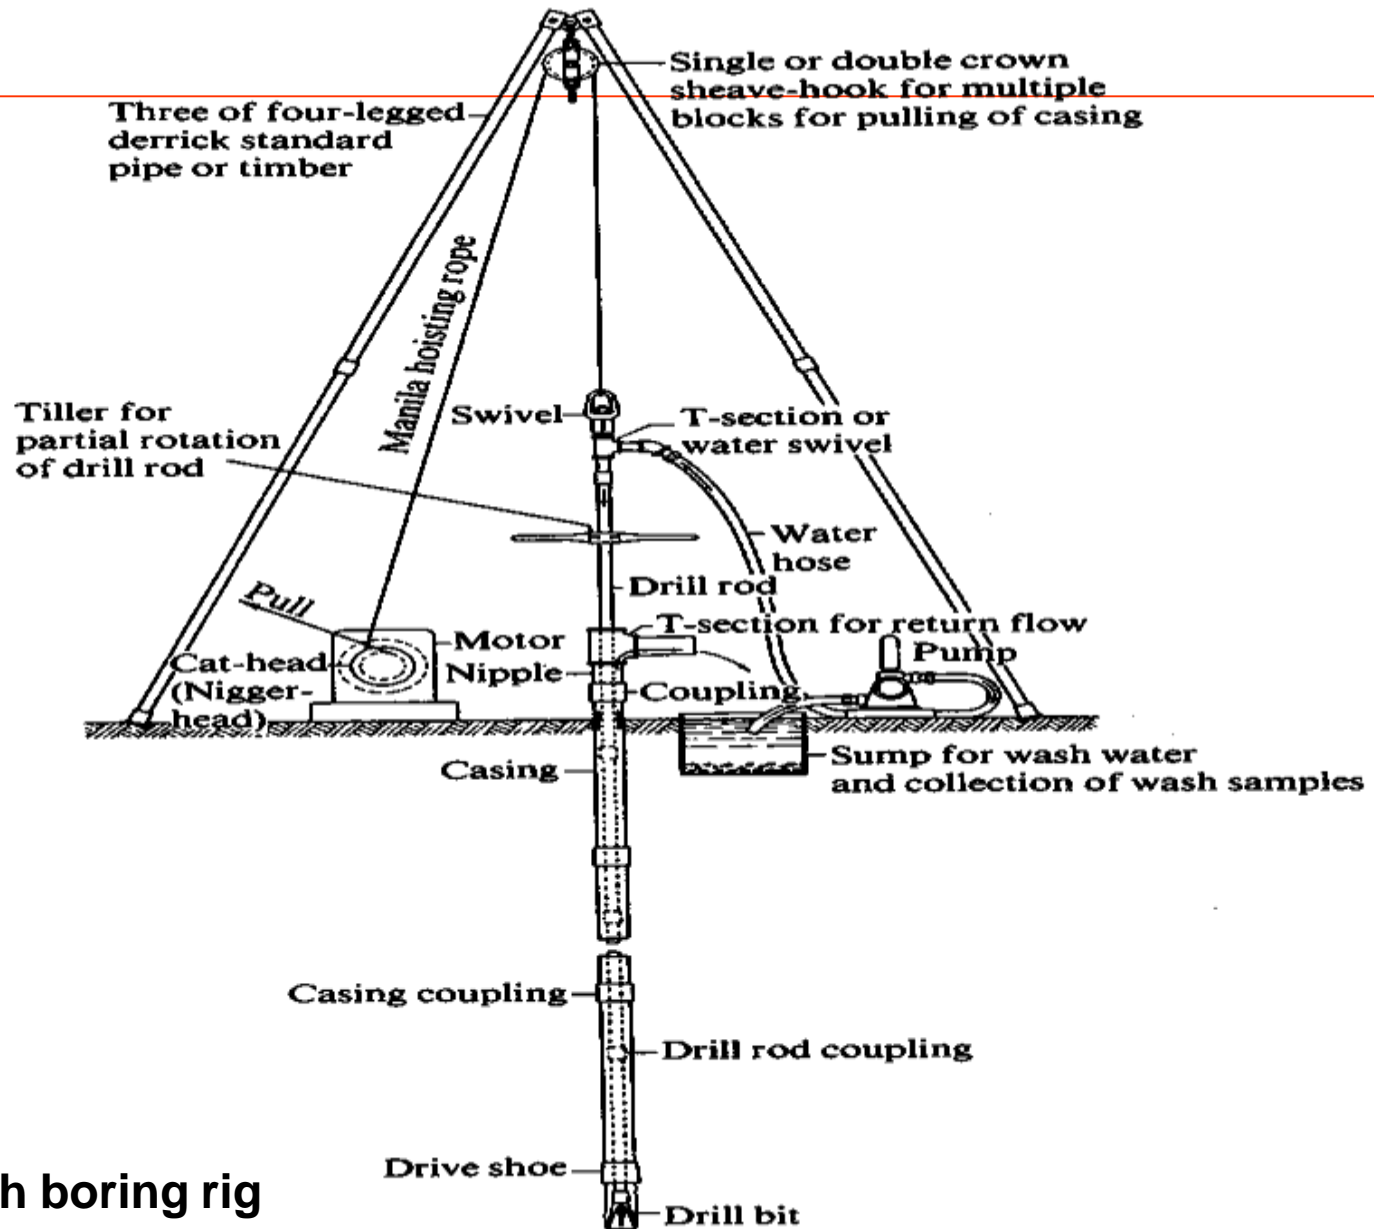 Single or double crown
sheave-hook for multiple
blocks for pulling of casing
Three of four-legged
derrick standard
pipe or timber
Manila hoisting rope
Tiller for
partial rotation
of drill rod
Swivel
T-section or
water swivel
Water
hose
Pull
Drill rod
T-section for return flow
Motor
Pump
Cat-head
(Nigger-
head)
Nipple
Coupling
Casing
Sump for wash water
and collection of wash samples
Casing coupling
Drill rod coupling
Drive shoe
h boring rig
Drill bit